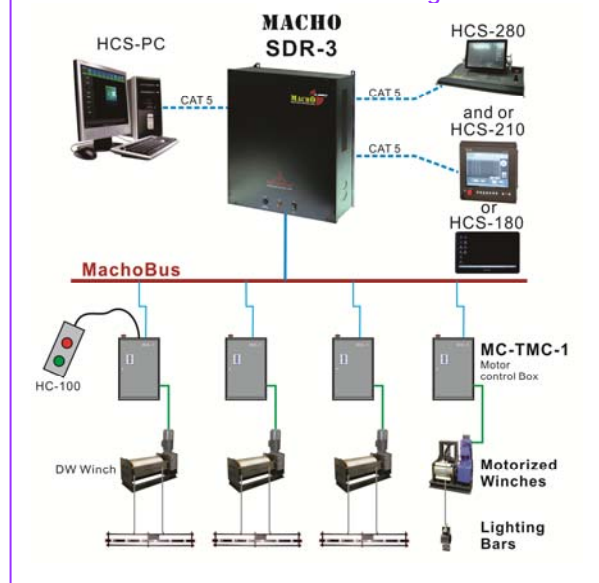 MACHO
SDR-3
HCS-PC
HCS-280
CAT 5
CAT 5
MACHO
and or
HCS-210
CAT 5
or
HCS-180
MachoBus
MC-TMC-1
Motor
control Box
HC-100
DW Winch
Motorized
Winches
Lighting
Bars